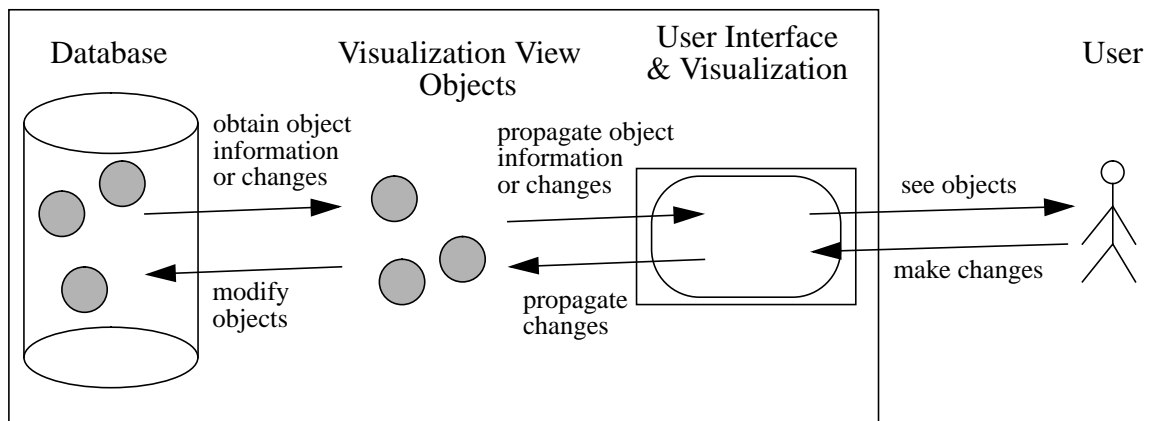 Database
Visualization View
Objects
User Interface
& Visualization
User
obtain object
information
or changes
propagate object
information
or changes
see objects
modify
objects
propagate
changes
make changes